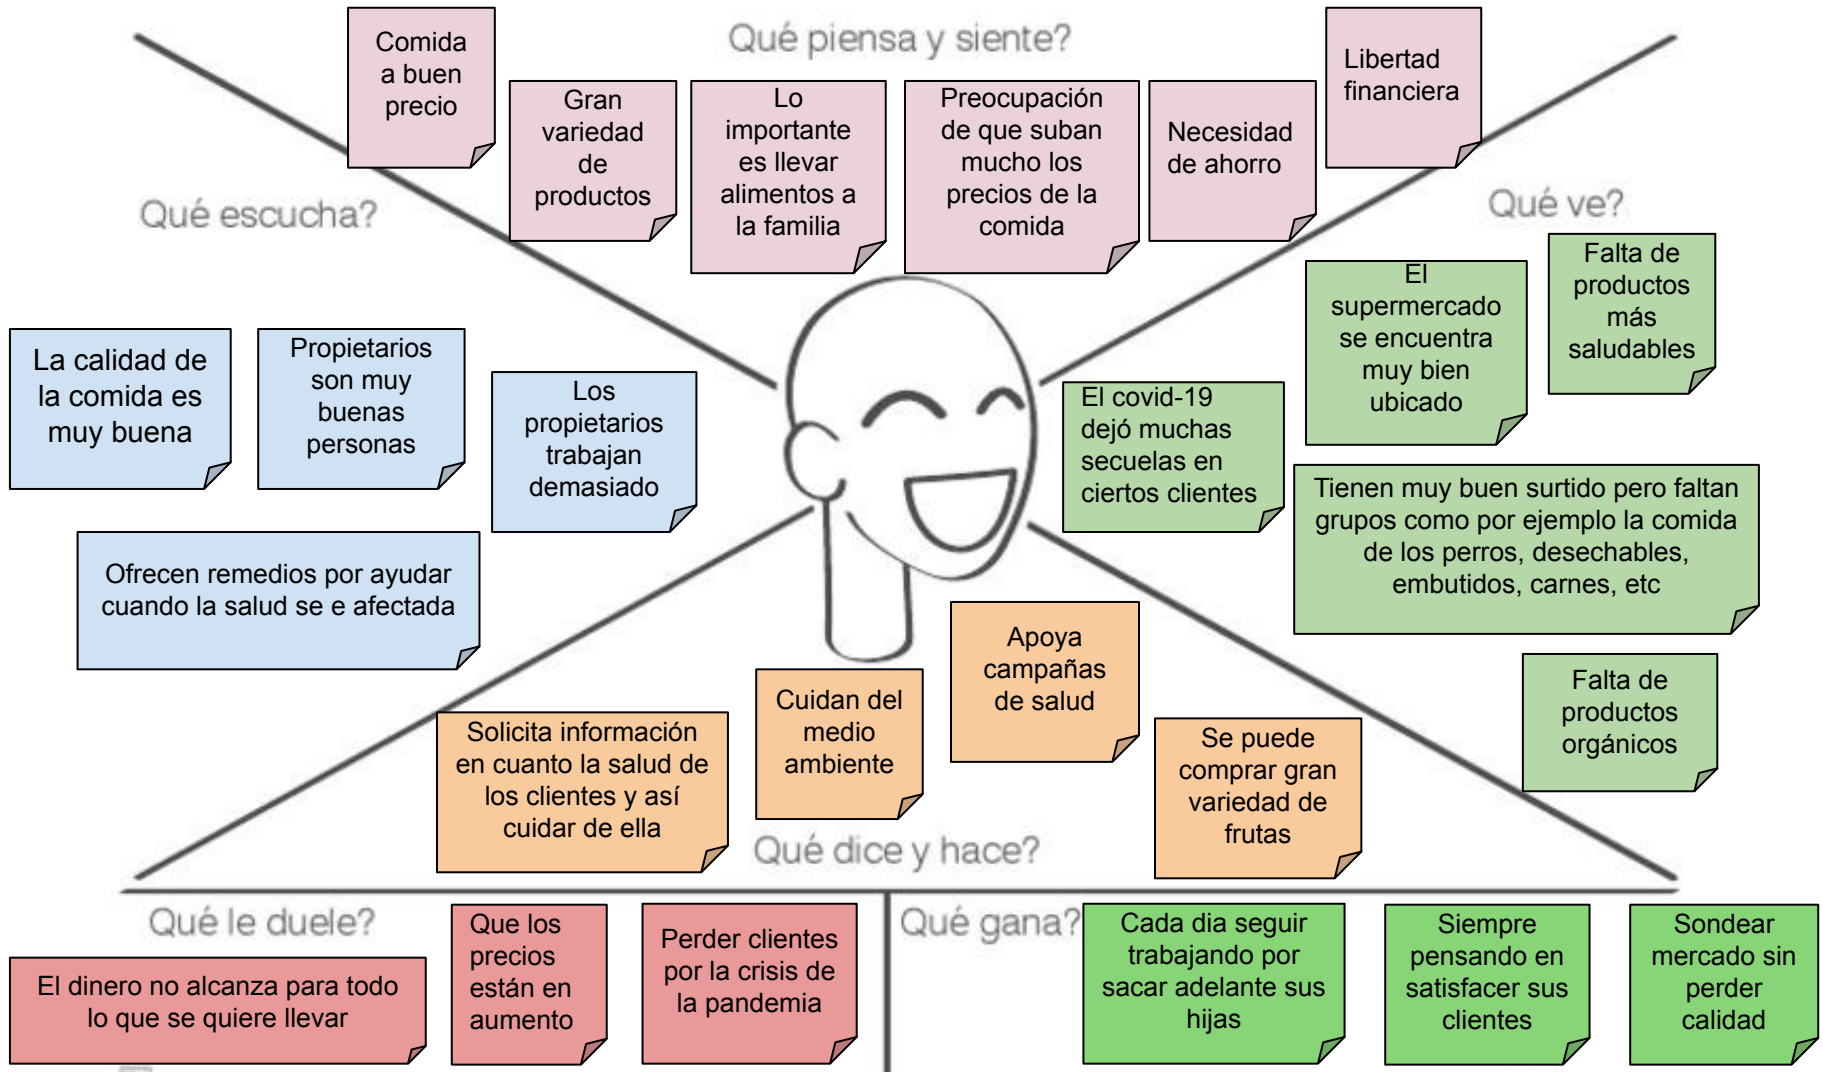 Qué piensa y siente?
Comida
a buen
precio
Gran
variedad
de
productos
Lo
importante
es llevar
alimentos a
la familia
Preocupación
de que suban
mucho los
precios de la
comida
Necesidad
de ahorro
Libertad
financiera
Qué escucha?
La calidad de
la comida es
muy buena
Propietarios
son muy
buenas
personas
Los
propietarios
trabajan
demasiado
Ofrecen remedios por ayudar
cuando la salud se e afectada
Qué ve?
El
supermercado
se encuentra
muy bien
ubicado
Falta de
productos
más
saludables
El covid-19
dejó muchas
secuelas en
ciertos clientes
Tienen muy buen surtido pero faltan
grupos como por ejemplo la comida
de los perros, desechables,
embutidos, carnes, etc
Falta de
productos
orgánicos
Solicita información
en cuanto la salud de
los clientes y así
cuidar de ella
Cuidan del
medio
ambiente
Apoya
campañas
de salud
Se puede
comprar gran
variedad de
frutas
Qué dice y hace?
Qué le duele?
El dinero no alcanza para todo
lo que se quiere llevar
Que los
precios
están en
aumento
Perder clientes
por la crisis de
la pandemia
Qué gana?
Cada dia seguir
trabajando por
sacar adelante sus
hijas
Siempre
pensando en
satisfacer sus
clientes
Sondear
mercado sin
perder
calidad